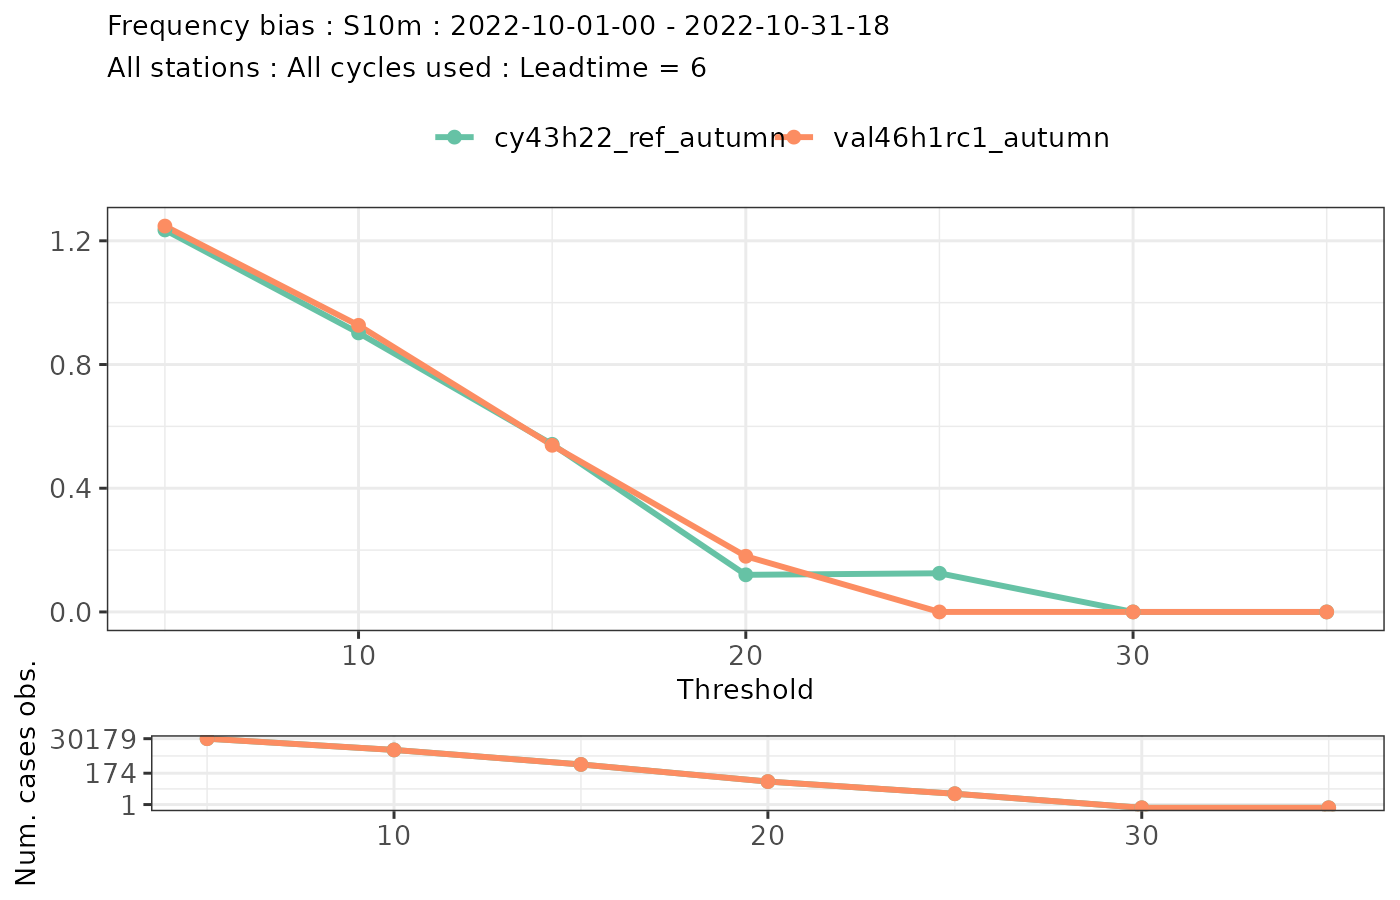 Frequency bias : S10m : 2022-10-01-00 - 2022-10-31-18
All stations : All cycles used : Leadtime = 6
cy43h22_ref_autumn val46h1rc1_autumn
1.2
0.8
0.4
0.0
10 20 30
Threshold
Num. cases obs.
30179
174
1
10 20 30